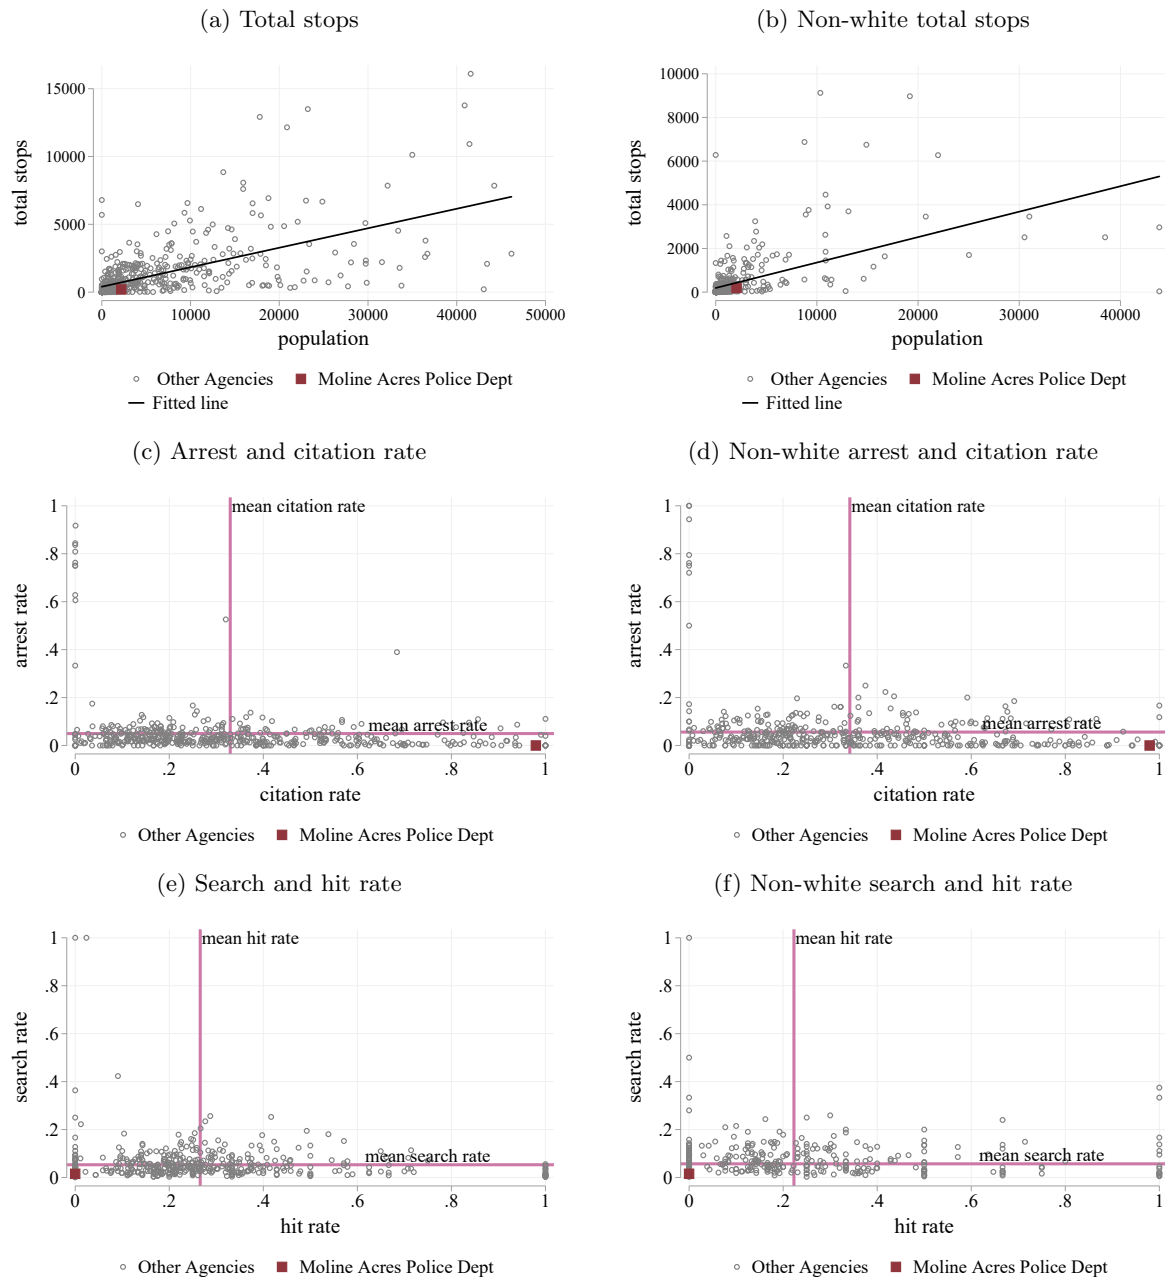 (a) Total stops
(b) Non-white total stops
total stops
15000
10000
5000
0
0 10000 20000 30000 40000 50000
population
Other Agencies Moline Acres Police Dept
Fitted line
total stops
10000
8000
6000
4000
2000
0
0 10000 20000 30000 40000
population
Other Agencies Moline Acres Police Dept
Fitted line
(c) Arrest and citation rate
(d) Non-white arrest and citation rate
arrest rate
1
.8
.6
.4
.2
0
mean citation rate
mean arrest rate
0 .2 .4 .6 .8 1
citation rate
Other Agencies Moline Acres Police Dept
arrest rate
1
.8
.6
.4
.2
0
mean citation rate
mean arrest rate
0 .2 .4 .6 .8 1
citation rate
Other Agencies Moline Acres Police Dept
(e) Search and hit rate
(f) Non-white search and hit rate
search rate
1
.8
.6
.4
.2
0
mean hit rate
mean search rate
0 .2 .4 .6 .8 1
hit rate
Other Agencies Moline Acres Police Dept
search rate
1
.8
.6
.4
.2
0
mean hit rate
mean search rate
0 .2 .4 .6 .8 1
hit rate
Other Agencies Moline Acres Police Dept